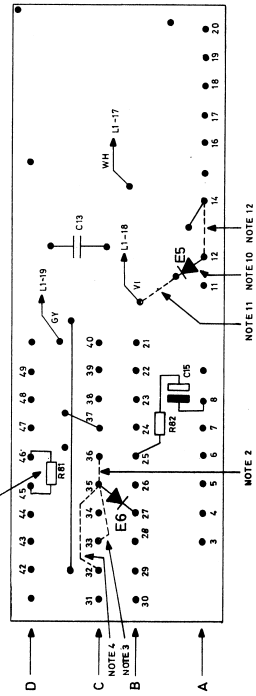 D 42 43 44 45 46 47 48 49
R81
GY
L1-19
C13
WH
L1-17
C 31 32 33 34 35 36 37 38 39 40
L1-18
VI
E6
E5
B 30 29 28 27 26 25 24 23 22 21
R82
C15
A 3 4 5 6 7 8 11 12 14 16 17 18 19 20
NOTE 4
NOTE 3
NOTE 2
NOTE 11
NOTE 10
NOTE 12